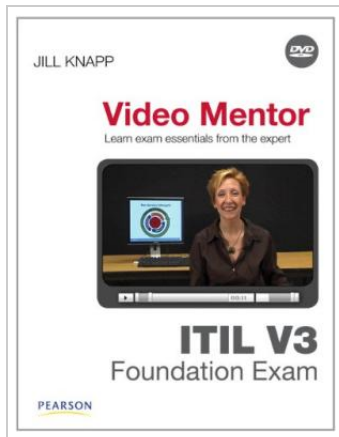 JILL KNAPP
DVD
Video Mentor
Learn exam essentials from the expert
ITIL V3
Foundation Exam
PEARSON